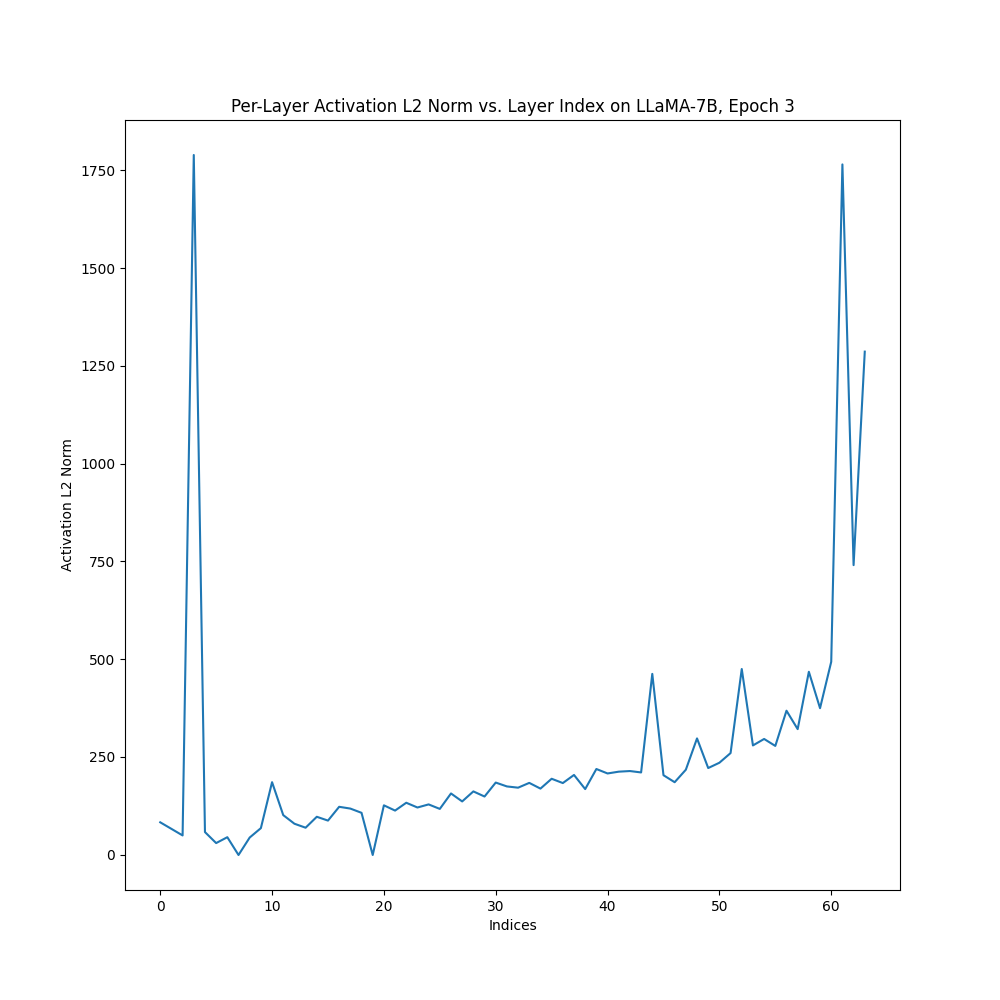 Per-Layer Activation L2 Norm vs. Layer Index on LLaMA-7B, Epoch 3
1750
1500
1250
1000
750
500
250
0
Activation L2 Norm
0 10 20 30 40 50 60
Indices